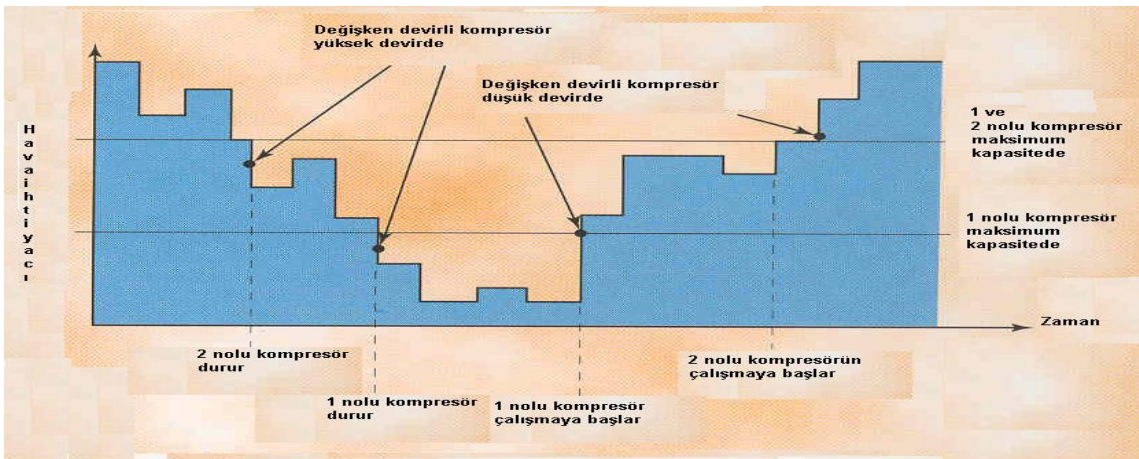 Değişken devirli kompresör
yüksek devirde
Değişken devirli kompresör
düşük devirde
1 ve
2 nolu kompresör
maksimum
kapasitede
Havaihtiyacı
1 nolu kompresör
maksimum
kapasitede
Zaman
2 nolu kompresör
durur
2 nolu kompresörün
çalışmaya başlar
1 nolu kompresör
durur
1 nolu kompresör
çalışmaya başlar